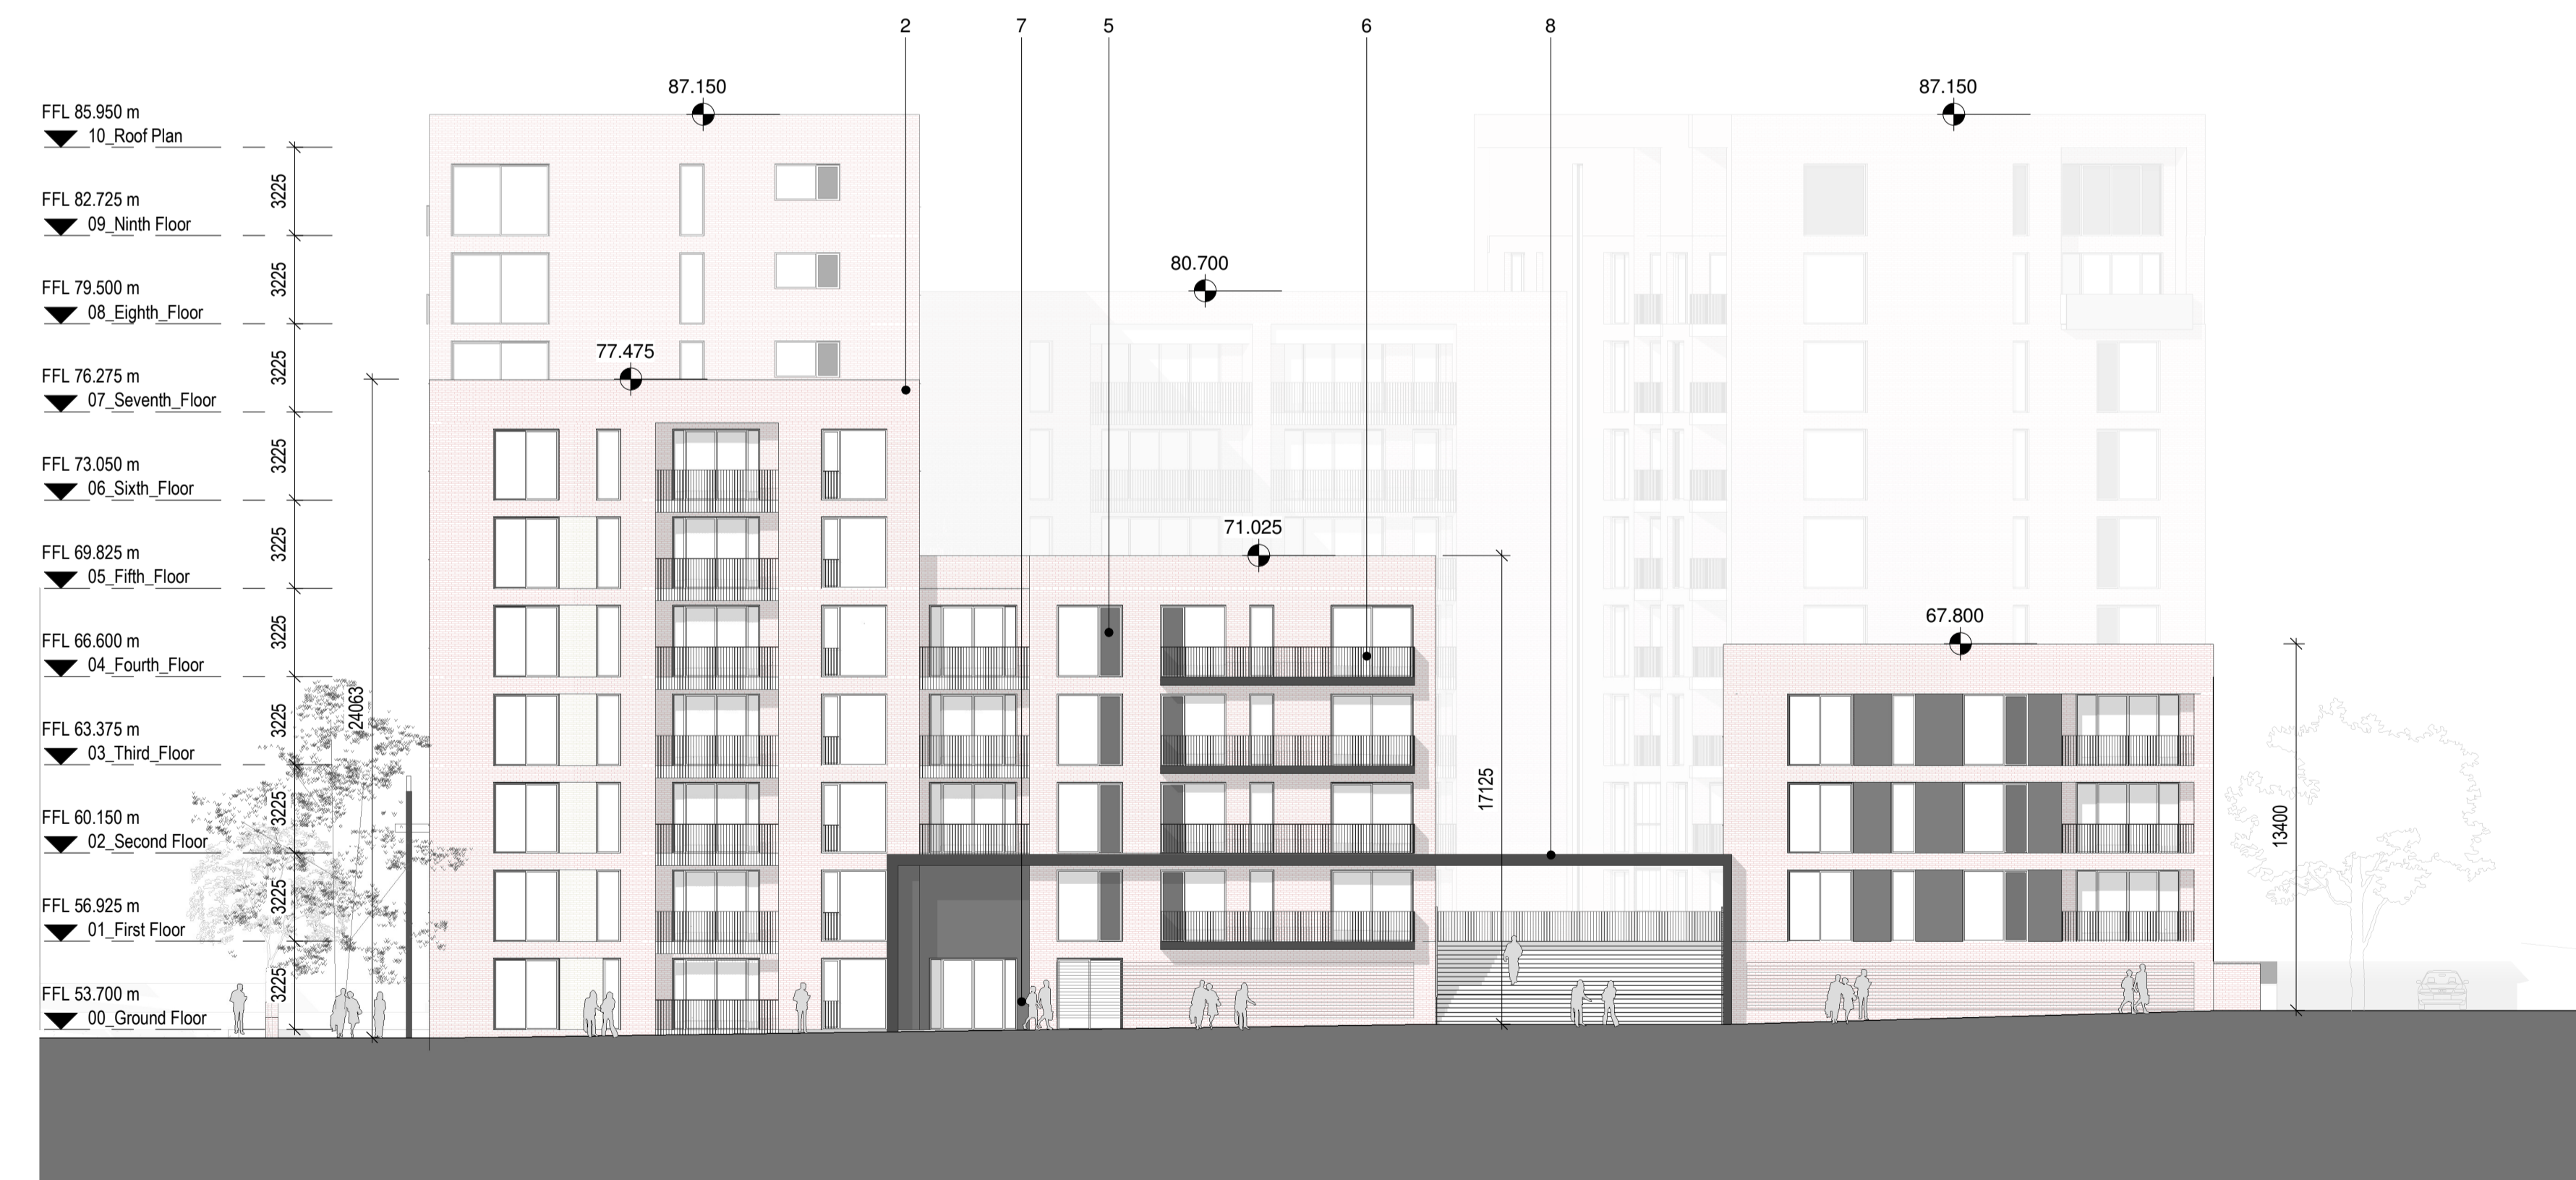 2 7 5 6 8
87.150
87.150
80.700
77.475
71.025
67.800
FFL 85.950 m
10_Roof Plan
3225
FFL 82.725 m
09_Ninth Floor
3225
FFL 79.500 m
08_Eighth_Floor
3225
FFL 76.275 m
07_Seventh_Floor
3225
FFL 73.050 m
06_Sixth_Floor
3225
FFL 69.825 m
05_Fifth_Floor
3225
FFL 66.600 m
04_Fourth_Floor
3225
FFL 63.375 m
03_Third_Floor
3225
FFL 60.150 m
02_Second Floor
3225
FFL 56.925 m
01_First Floor
3225
FFL 53.700 m
00_Ground Floor
24063
17125
13400